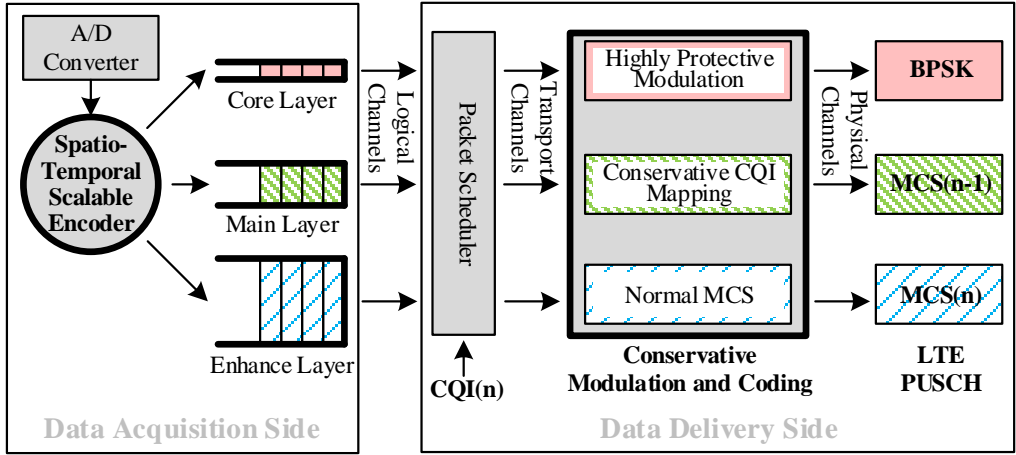 A/D
Converter
Spatio-
Temporal
Scalable
Encoder
Core Layer
Main Layer
Enhance Layer
Data Acquisition Side
Logical
Channels
Packet Scheduler
CQI(n)
Transport
Channels
Highly Protective
Modulation
Conservative CQI
Mapping
Normal MCS
Conservative
Modulation and Coding
Physical
Channels
BPSK
MCS(n-1)
MCS(n)
LTE
PUSCH
Data Delivery Side